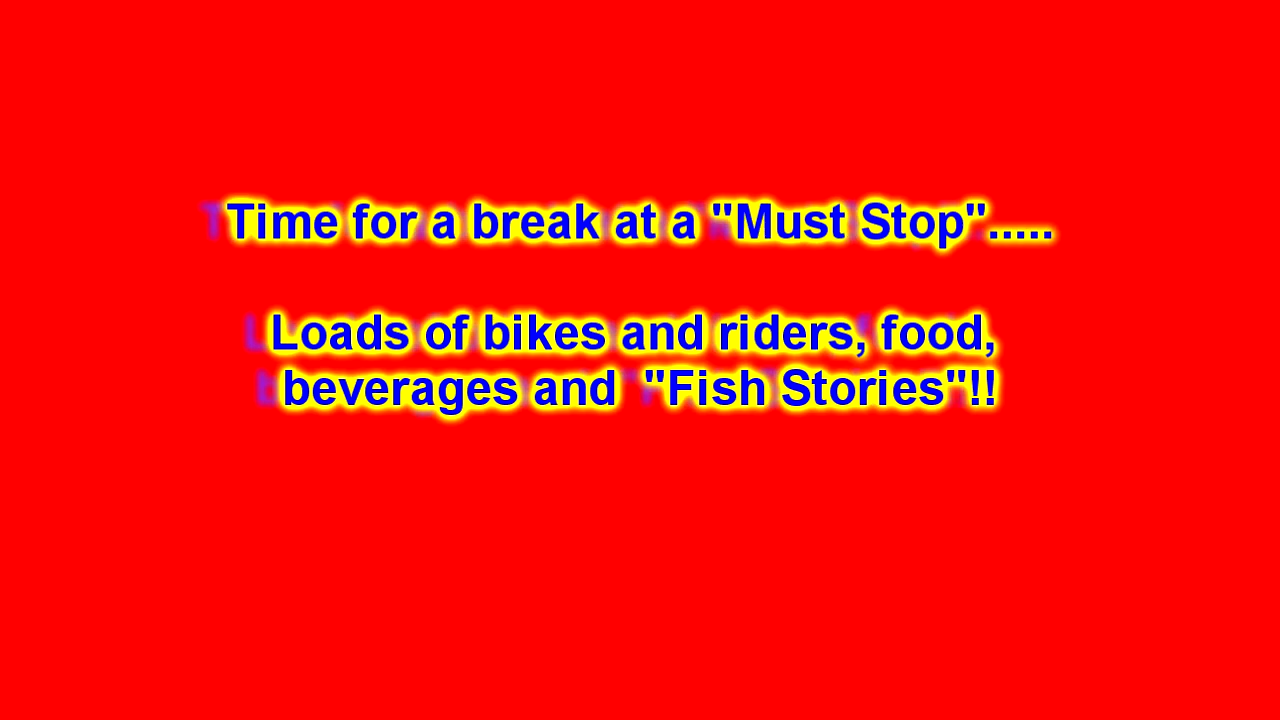 Time for a break at a "Must Stop".....
Loads of bikes and riders, food,
beverages and  "Fish Stories"!!